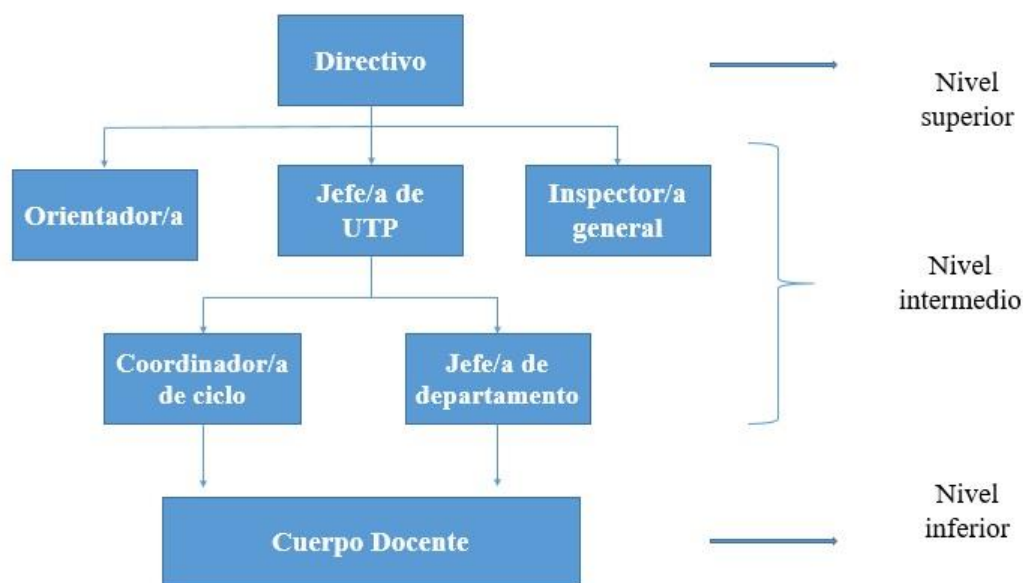 Directivo
Nivel
superior
Orientador/a
Jefe/a de
UTP
Inspector/a
general
Nivel
intermedio
Coordinador/a
de ciclo
Jefe/a de
departamento
Nivel
inferior
Cuerpo Docente